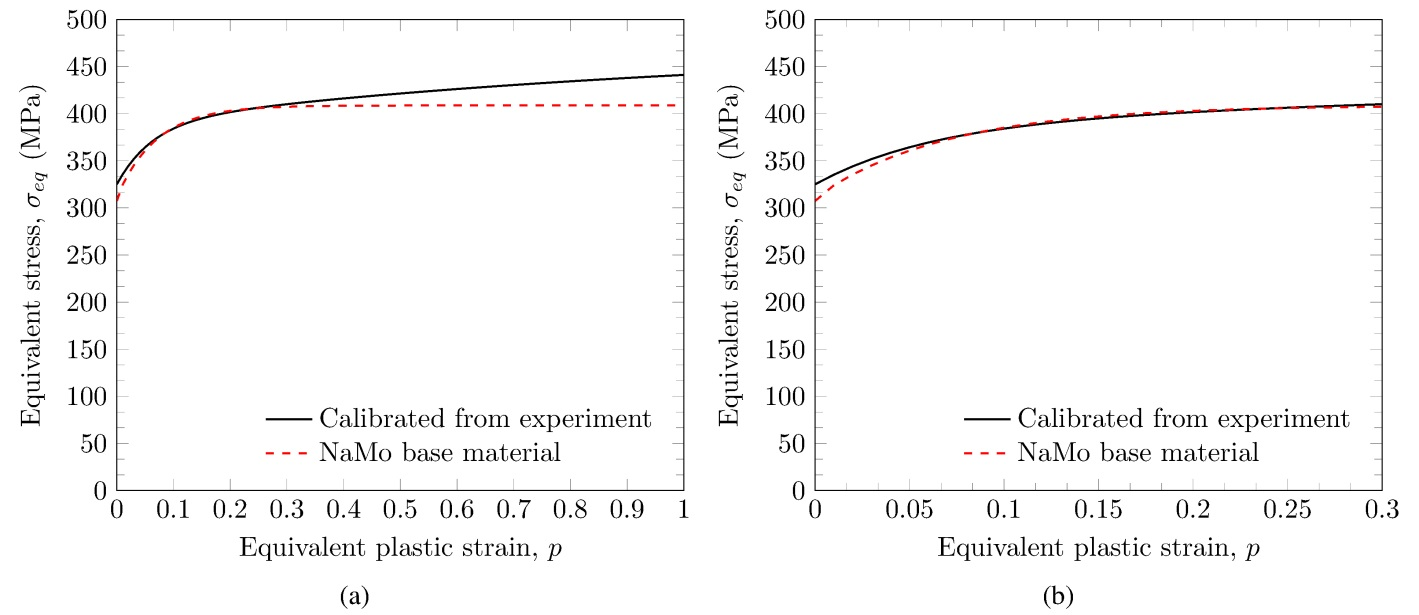 500
450
400
350
300
250
200
150
100
50
0
Equivalent stress, σeq (MPa)
Calibrated from experiment
NaMo base material
0 0.1 0.2 0.3 0.4 0.5 0.6 0.7 0.8 0.9 1
Equivalent plastic strain, p
(a)
500
450
400
350
300
250
200
150
100
50
0
Equivalent stress, σeq (MPa)
Calibrated from experiment
NaMo base material
0 0.05 0.1 0.15 0.2 0.25 0.3
Equivalent plastic strain, p
(b)